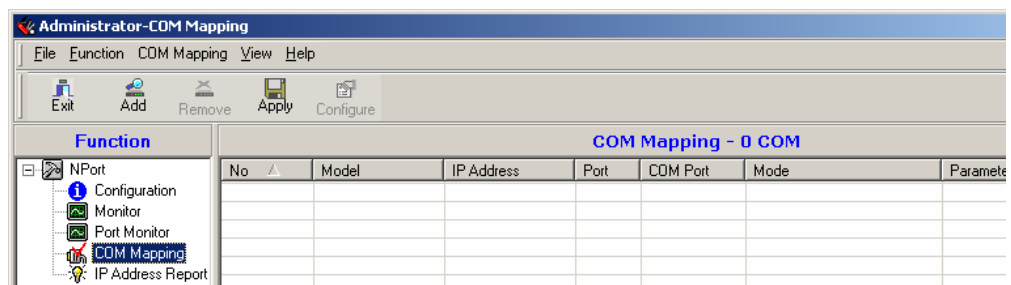 Administrator-COM Mapping
File Function COM Mapping View Help
Exit Add Remove Apply Configure
Function
COM Mapping - 0 COM
No Model IP Address Port COM Port Mode Paramete
NPort
Configuration
Monitor
Port Monitor
COM Mapping
IP Address Report